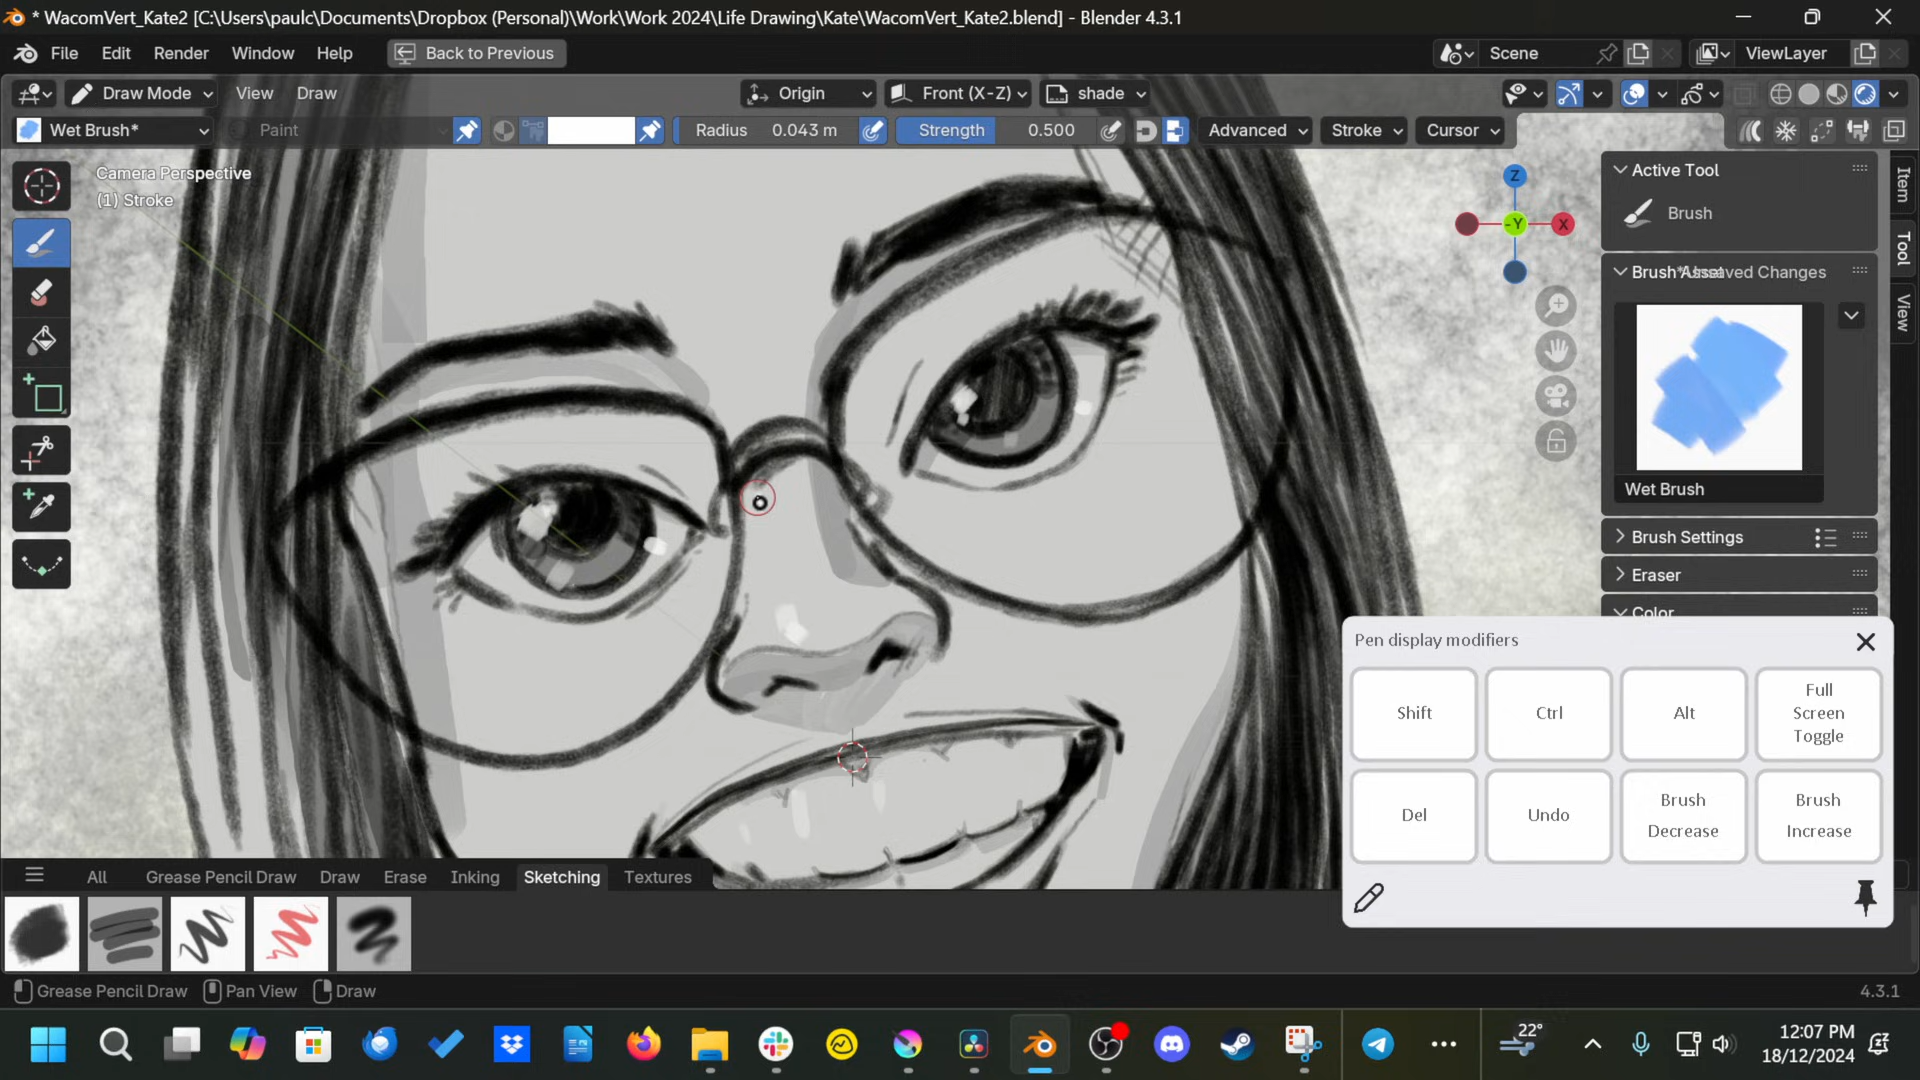 * WacomVert_Kate2 [C:\Users\paulc\Documents\Dropbox (Personal)\Work\Work 2024\Life Drawing\Kate\WacomVert_Kate2.blend] - Blender 4.3.1
File Edit Render Window Help Back to Previous Scene ViewLayer
Draw Mode View Draw Origin Front (X-Z) shade
Wet Brush* Paint Radius 0.043 m Strength 0.500 Advanced Stroke Cursor
Camera Perspective
(1) Stroke
Z
-Y
X
Active Tool
Brush
Brush Asset
*Unsaved Changes
Wet Brush
Brush Settings
Eraser
Color
Item
Tool
View
Pen display modifiers
Shift
Ctrl
Alt
Full
Screen
Toggle
Del
Undo
Brush
Decrease
Brush
Increase
All Grease Pencil Draw Draw Erase Inking Sketching Textures
Grease Pencil Draw Pan View Draw 4.3.1
22°
12:07 PM
18/12/2024